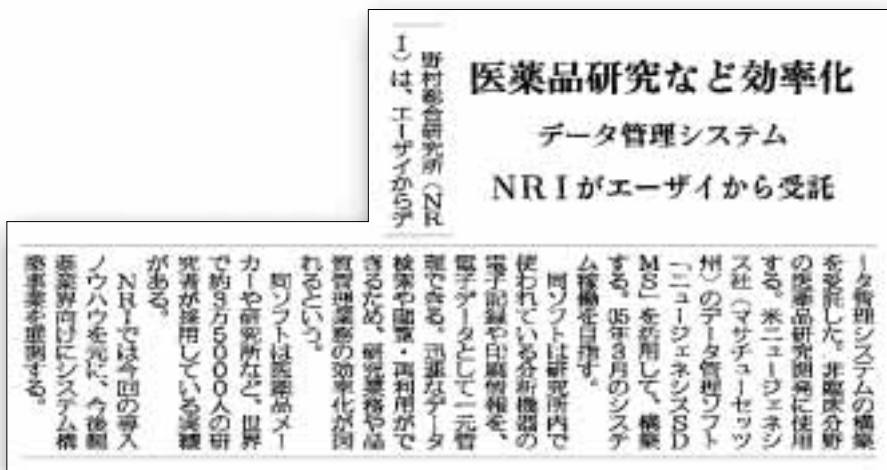 医薬品研究など効率化
データ管理システム
NRIがエーザイから受託
野村総合研究所(NR
I)は、エーザイからデ
ータ管理システムの構築
を受託した。非臨床分野
の医薬品研究開発に使用
する。米ニュージェネシ
ス社(マサチューセッツ
州)のデータ管理ソフト
「ニュージェネシスSD
MS」を活用して、構築
する。05年3月のシステ
ム稼働を目指す。
同ソフトは研究所内で
使われている分析機器の
電子記録や印刷情報を、
電子データとして一元管
理できる。迅速なデータ
検索や閲覧・再利用がで
きるため、研究業務や品
質管理業務の効率化が図
れるという。
同ソフトは医薬品メー
カーや研究所など、世界
で約3万5000人の研
究者が採用している実績
がある。
NRIでは今回の導入
ノウハウを元に、今後製
薬業界向けにシステム構
築事業を展開する。